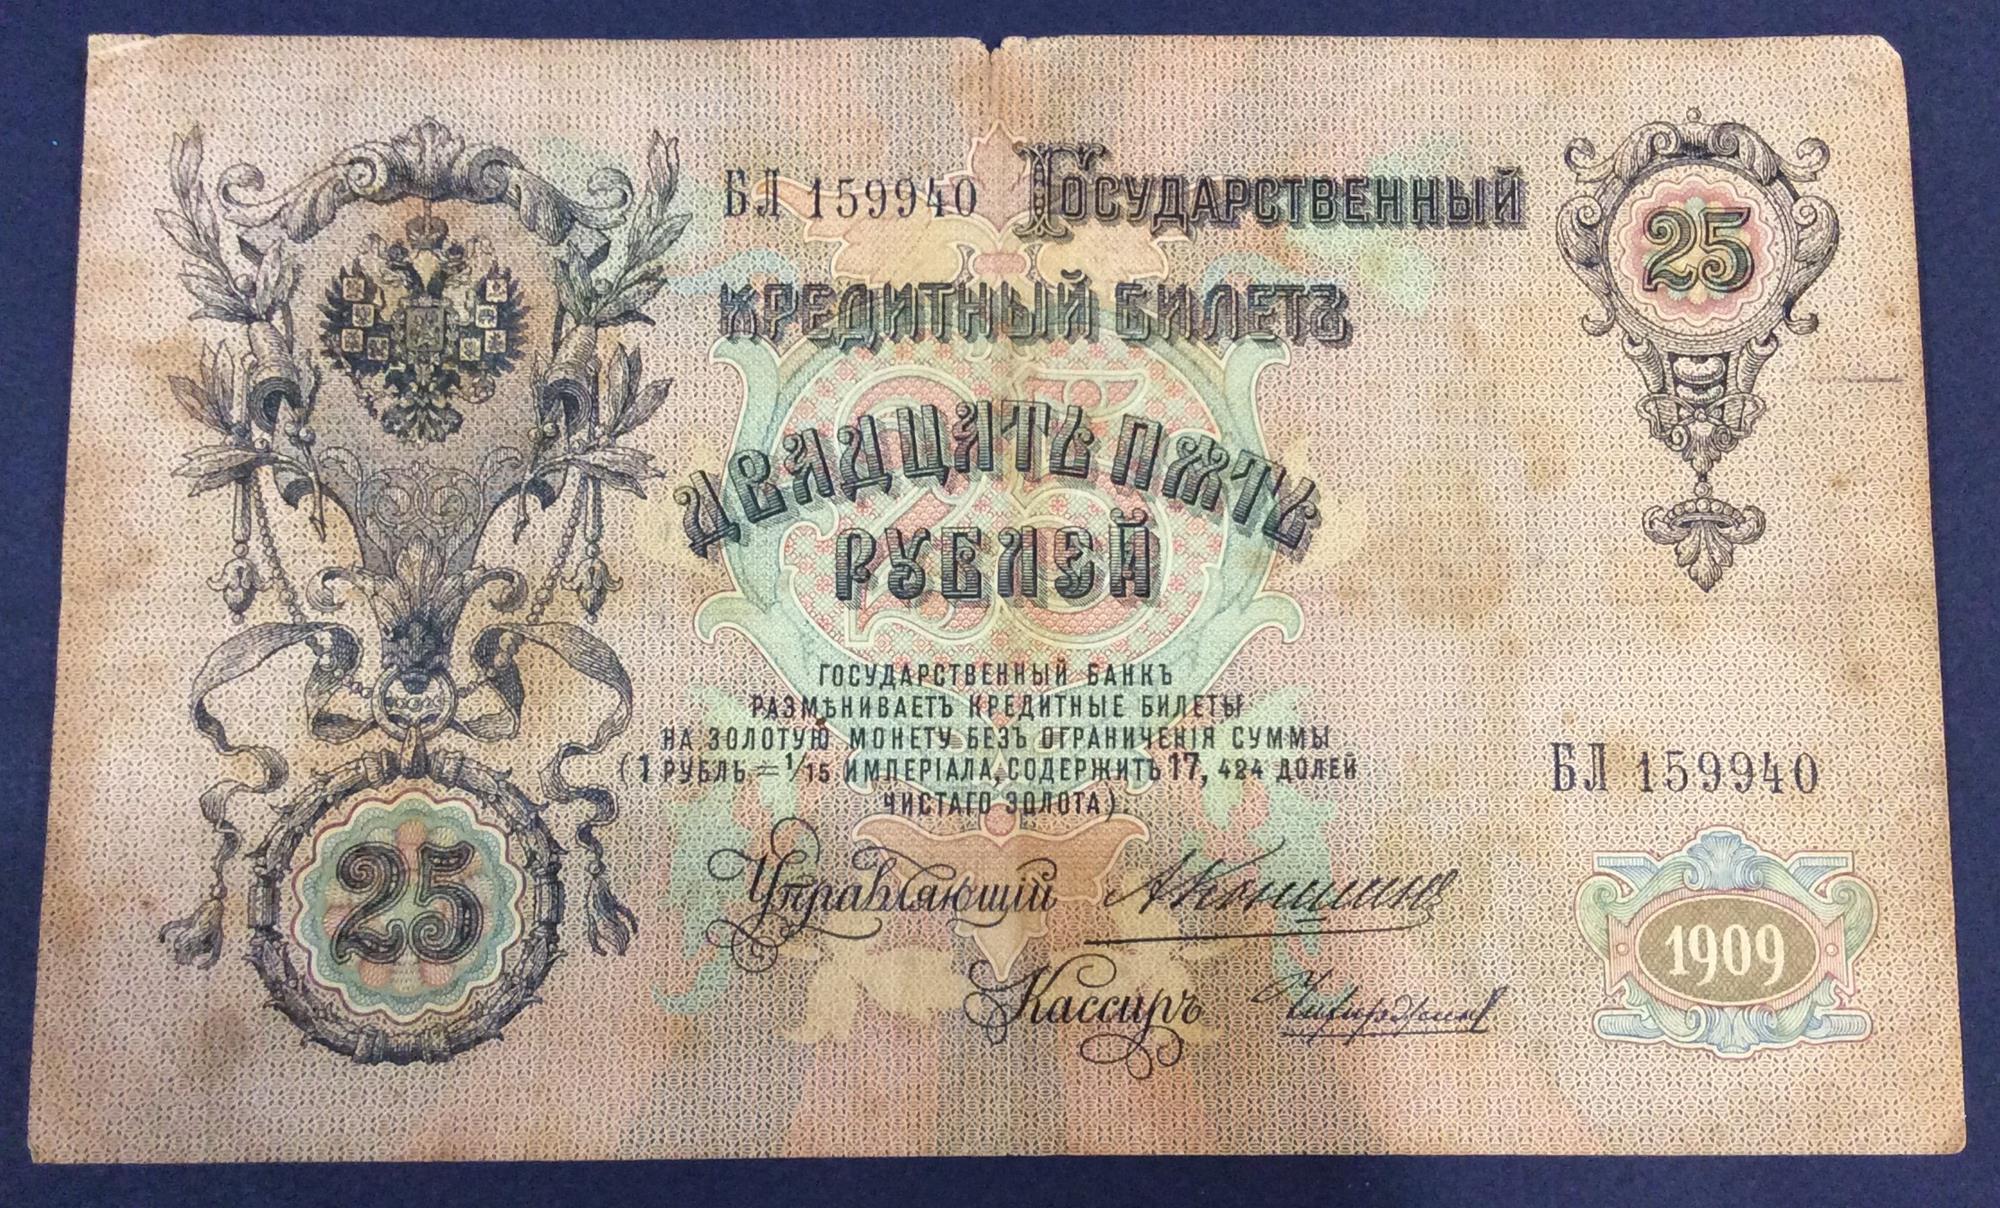 БЛ 159940 Государственный
25
кредитный билетъ
двадцать пять
рублей
государственный банкъ
размѣниваетъ кредитные билеты
на золотую монету безъ ограниченія суммы
(1 рубль = 1/15 имперіала, содержитъ 17, 424 долей
чистаго золота).
БЛ 159940
25
Управляющій АКоншинъ
Кассиръ
1909